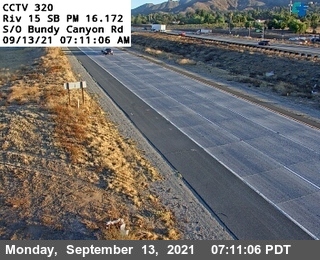 CCTV 320
Riv 15 SB PM 16.172
S/O Bundy Canyon Rd
09/13/21 07:11:06 AM
Monday, September 13, 2021 07:11:06 PDT